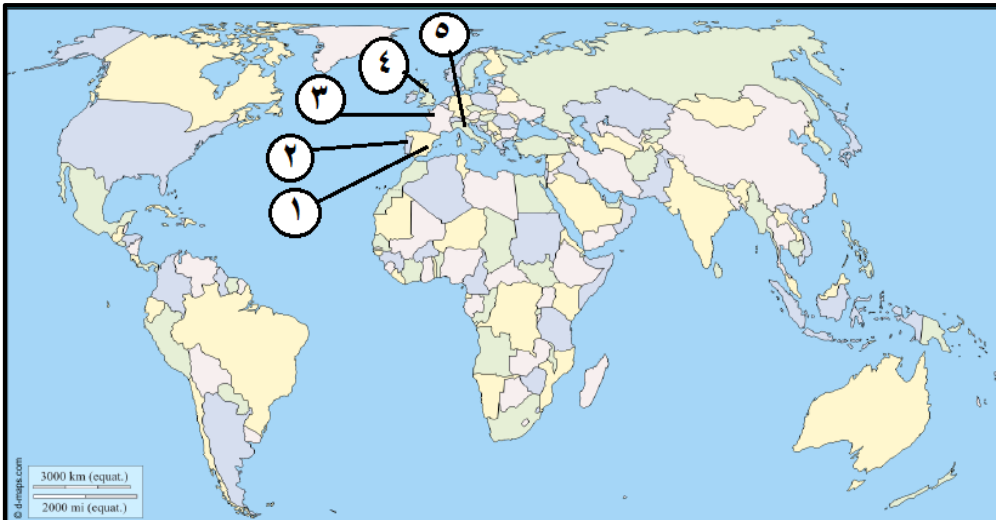 ٥
٤
٣
٢
١
© d-maps.com
3000 km (equat.)
2000 mi (equat.)